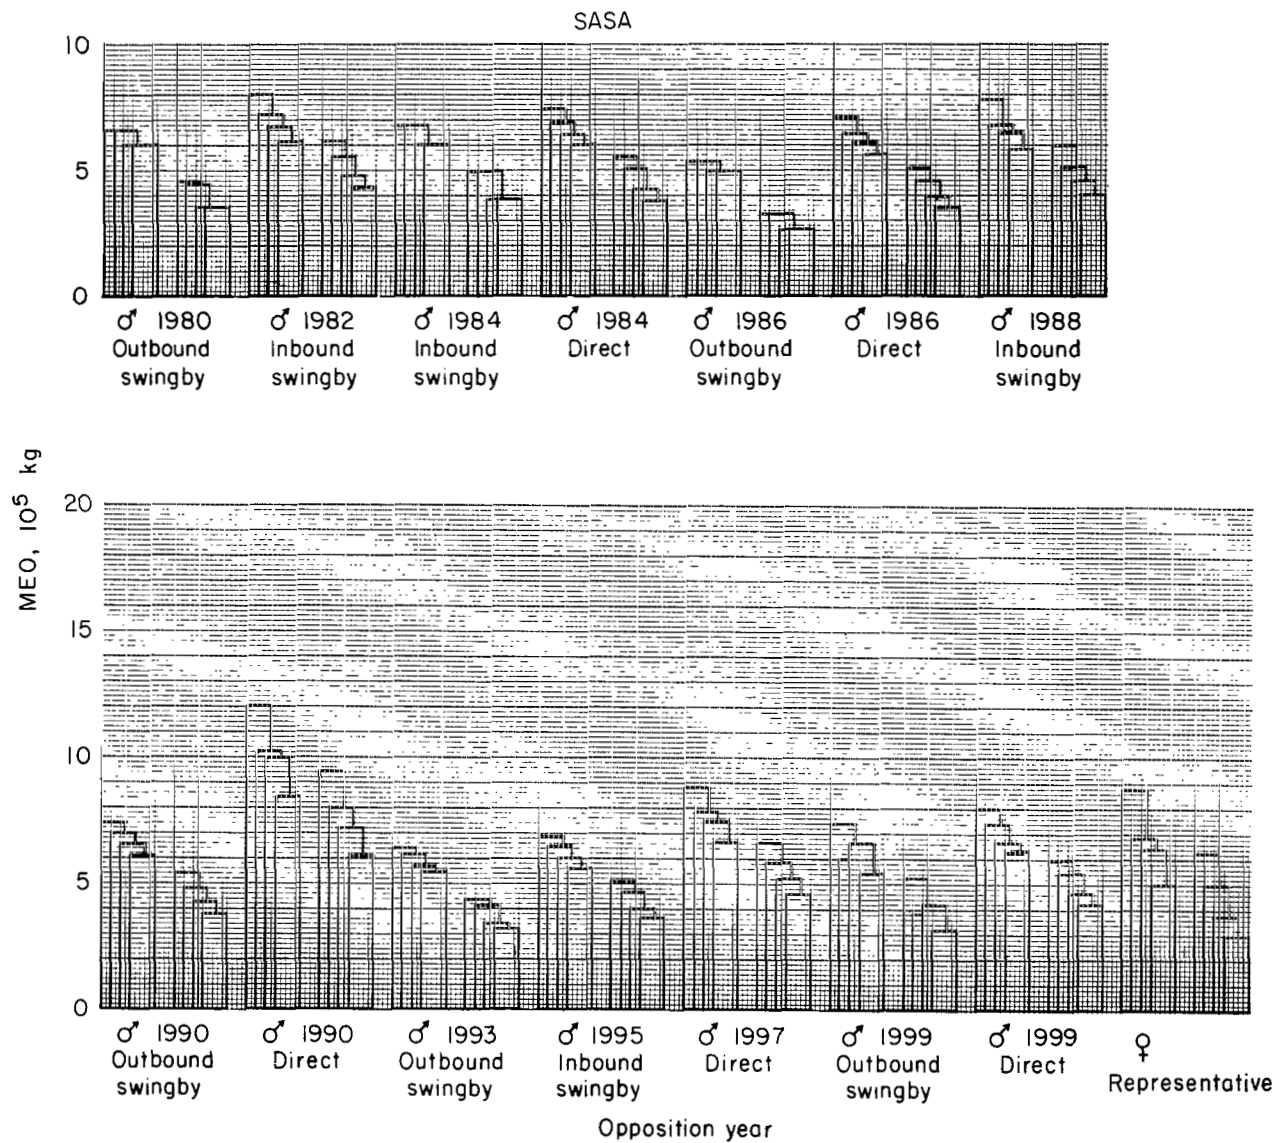 SASA
10
5
0
♂ 1980 ♂ 1982 ♂ 1984 ♂ 1984 ♂ 1986 ♂ 1986 ♂ 1988
Outbound Inbound Inbound Direct Outbound Direct Inbound
swingby swingby swingby swingby swingby
MEO, 10⁵ kg
20
15
10
5
0
♂ 1990 ♂ 1990 ♂ 1993 ♂ 1995 ♂ 1997 ♂ 1999 ♂ 1999 ♀
Outbound Direct Outbound Inbound Direct Outbound Direct Representative
swingby swingby swingby swingby
Opposition year